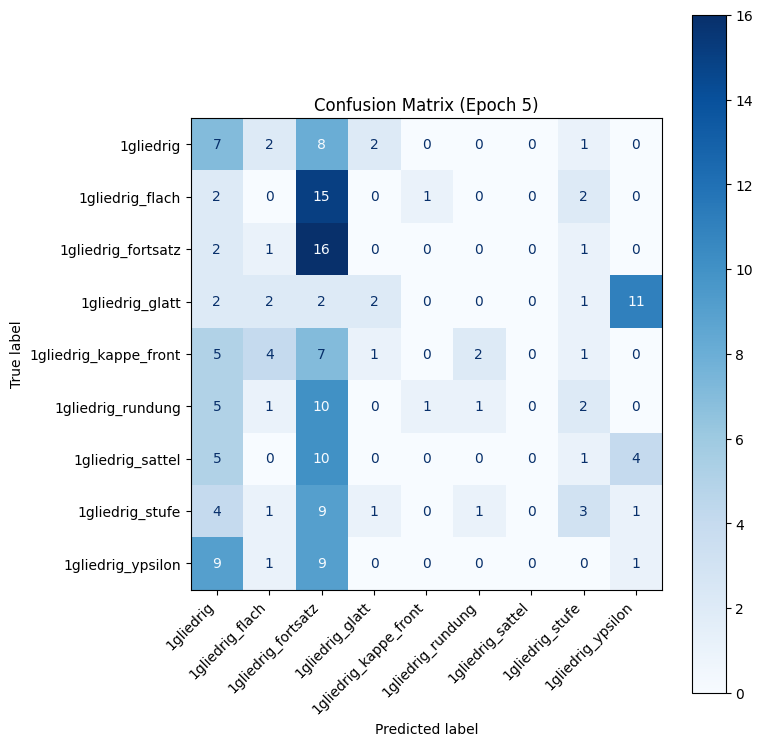 Confusion Matrix (Epoch 5)
True label
1gliedrig 7 2 8 2 0 0 0 1 0
1gliedrig_flach 2 0 15 0 1 0 0 2 0
1gliedrig_fortsatz 2 1 16 0 0 0 0 1 0
1gliedrig_glatt 2 2 2 2 0 0 0 1 11
1gliedrig_kappe_front 5 4 7 1 0 2 0 1 0
1gliedrig_rundung 5 1 10 0 1 1 0 2 0
1gliedrig_sattel 5 0 10 0 0 0 0 1 4
1gliedrig_stufe 4 1 9 1 0 1 0 3 1
1gliedrig_ypsilon 9 1 9 0 0 0 0 0 1
1gliedrig
1gliedrig_flach
1gliedrig_fortsatz
1gliedrig_glatt
1gliedrig_kappe_front
1gliedrig_rundung
1gliedrig_sattel
1gliedrig_stufe
1gliedrig_ypsilon
Predicted label
16
14
12
10
8
6
4
2
0